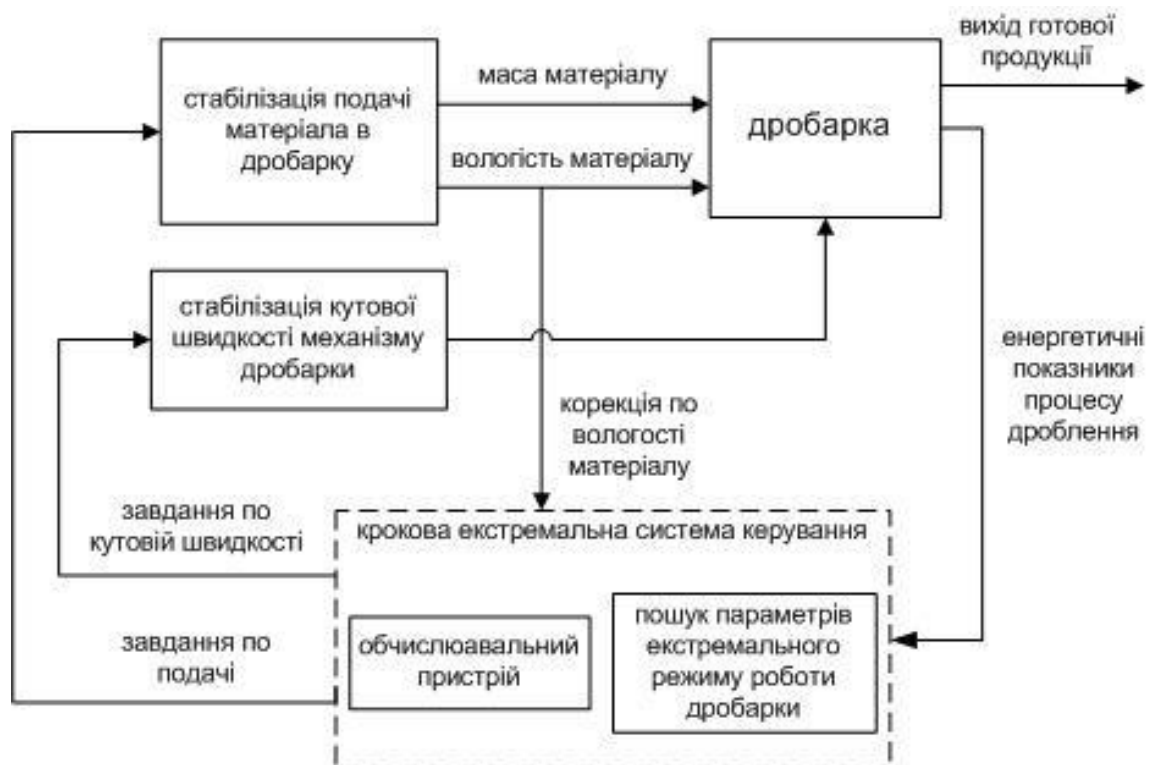 вихід готової
продукції
маса матеріалу
стабілізація подачі
матеріала в
дробарку
дробарка
вологість матеріалу
стабілізація кутової
швидкості механізму
дробарки
енергетичні
показники
процесу
дроблення
корекція по
вологості
матеріалу
завдання по
кутовій швидкості
крокова екстремальна система керування
завдання по
подачі
обчислюавальний
пристрій
пошук параметрів
екстремального
режиму роботи
дробарки